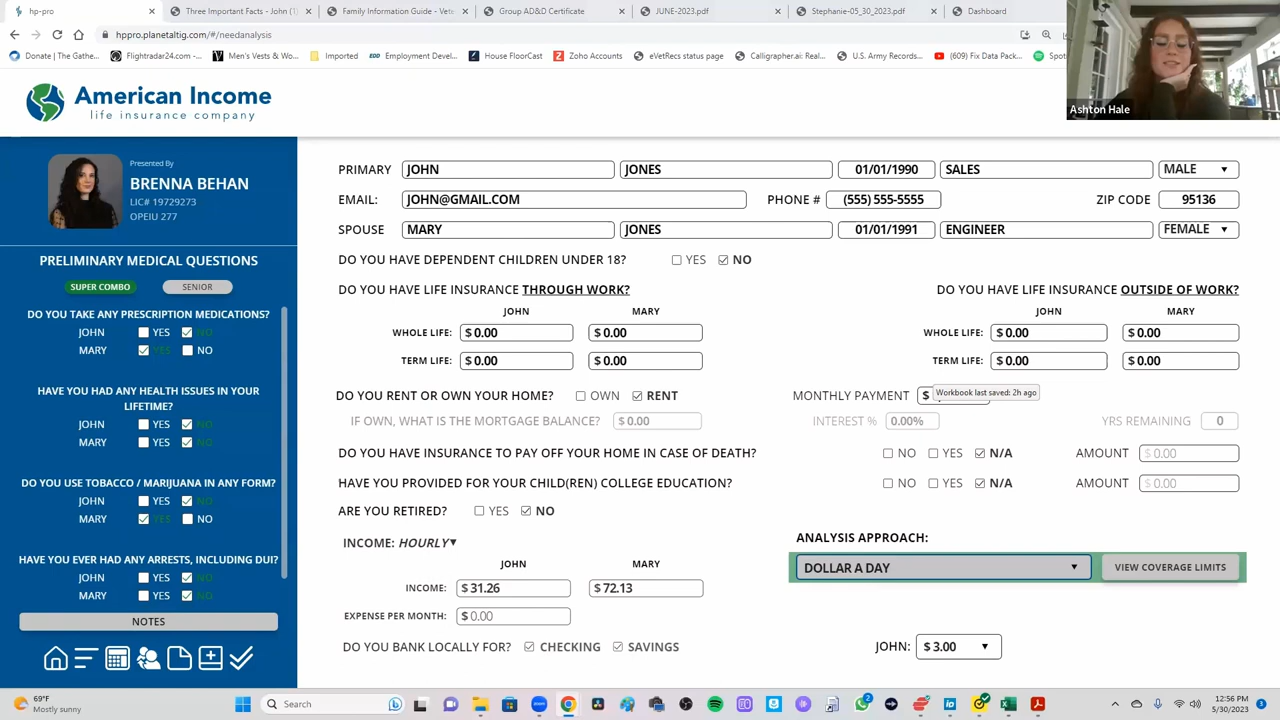 hp-pro
Three Important Facts - John (1)
Family Information Guide - Vete
Group AD&D Certificate
JUNE-2023.pdf
Stephanie-05_30_2023.pdf
Dashboard
hppro.planetaltig.com/#/needanalysis
Donate | The Gathe...
Flightradar24.com -...
Men's Vests & Wo...
Imported
Employment Devel...
House FloorCast
Zoho Accounts
eVetRecs status page
Calligrapher.ai: Real...
U.S. Army Records...
(609) Fix Data Pack...
Spot
Ashton Hale
American Income
life insurance company
Presented By
BRENNA BEHAN
LIC# 19729273
OPEIU 277
PRELIMINARY MEDICAL QUESTIONS
SUPER COMBO SENIOR
DO YOU TAKE ANY PRESCRIPTION MEDICATIONS?
JOHN YES NO
MARY YES NO
HAVE YOU HAD ANY HEALTH ISSUES IN YOUR
LIFETIME?
JOHN YES NO
MARY YES NO
DO YOU USE TOBACCO / MARIJUANA IN ANY FORM?
JOHN YES NO
MARY YES NO
HAVE YOU EVER HAD ANY ARRESTS, INCLUDING DUI?
JOHN YES NO
MARY YES NO
NOTES
PRIMARY JOHN JONES 01/01/1990 SALES MALE
EMAIL: JOHN@GMAIL.COM PHONE # (555) 555-5555 ZIP CODE 95136
SPOUSE MARY JONES 01/01/1991 ENGINEER FEMALE
DO YOU HAVE DEPENDENT CHILDREN UNDER 18? YES NO
DO YOU HAVE LIFE INSURANCE THROUGH WORK? DO YOU HAVE LIFE INSURANCE OUTSIDE OF WORK?
JOHN MARY JOHN MARY
WHOLE LIFE: $ 0.00 $ 0.00 WHOLE LIFE: $ 0.00 $ 0.00
TERM LIFE: $ 0.00 $ 0.00 TERM LIFE: $ 0.00 $ 0.00
DO YOU RENT OR OWN YOUR HOME? OWN RENT MONTHLY PAYMENT $
Workbook last saved: 2h ago
IF OWN, WHAT IS THE MORTGAGE BALANCE? $ 0.00 INTEREST % 0.00% YRS REMAINING 0
DO YOU HAVE INSURANCE TO PAY OFF YOUR HOME IN CASE OF DEATH? NO YES N/A AMOUNT $ 0.00
HAVE YOU PROVIDED FOR YOUR CHILD(REN) COLLEGE EDUCATION? NO YES N/A AMOUNT $ 0.00
ARE YOU RETIRED? YES NO
INCOME: HOURLY ANALYSIS APPROACH:
JOHN MARY
DOLLAR A DAY VIEW COVERAGE LIMITS
INCOME: $ 31.26 $ 72.13
EXPENSE PER MONTH: $ 0.00
DO YOU BANK LOCALLY FOR? CHECKING SAVINGS JOHN: $ 3.00
69°F
Mostly sunny
Search
12:56 PM
5/30/2023